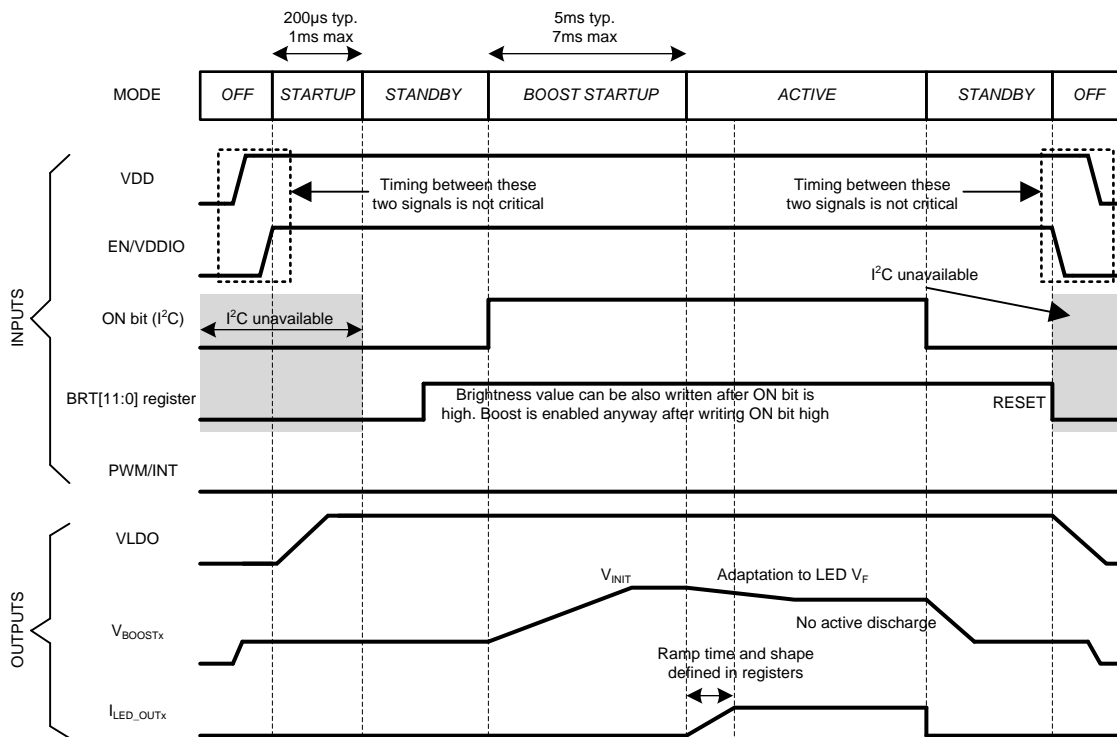 200µs typ.
1ms max
5ms typ.
7ms max
MODE
OFF
STARTUP
STANDBY
BOOST STARTUP
ACTIVE
STANDBY
OFF
INPUTS
VDD
Timing between these
two signals is not critical
Timing between these
two signals is not critical
EN/VDDIO
I²C unavailable
ON bit (I²C)
I²C unavailable
BRT[11:0] register
Brightness value can be also written after ON bit is
high. Boost is enabled anyway after writing ON bit high
RESET
PWM/INT
OUTPUTS
VLDO
V_INIT
Adaptation to LED V_F
V_BOOSTx
No active discharge
Ramp time and shape
defined in registers
I_LED_OUTx